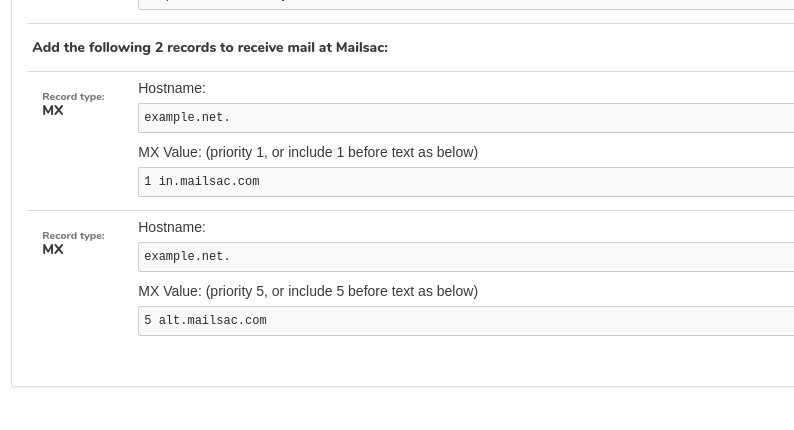 Add the following 2 records to receive mail at Mailsac:
Record type:
MX
Hostname:
example.net.
MX Value: (priority 1, or include 1 before text as below)
1 in.mailsac.com
Record type:
MX
Hostname:
example.net.
MX Value: (priority 5, or include 5 before text as below)
5 alt.mailsac.com